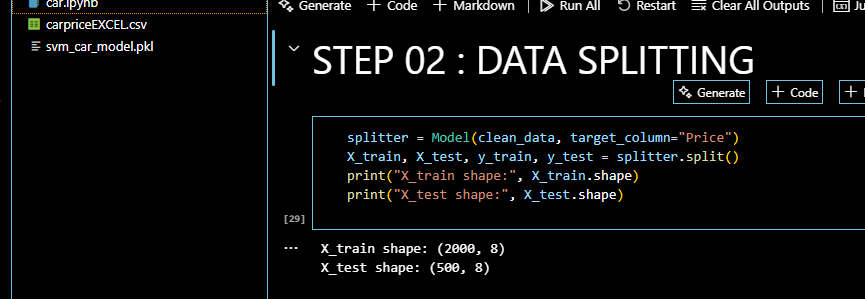 car.ipynb
carpriceEXCEL.csv
svm_car_model.pkl
Generate + Code + Markdown Run All Restart Clear All Outputs
STEP 02 : DATA SPLITTING
Generate + Code +
splitter = Model(clean_data, target_column="Price")
X_train, X_test, y_train, y_test = splitter.split()
print("X_train shape:", X_train.shape)
print("X_test shape:", X_test.shape)
[29]
... X_train shape: (2000, 8)
X_test shape: (500, 8)